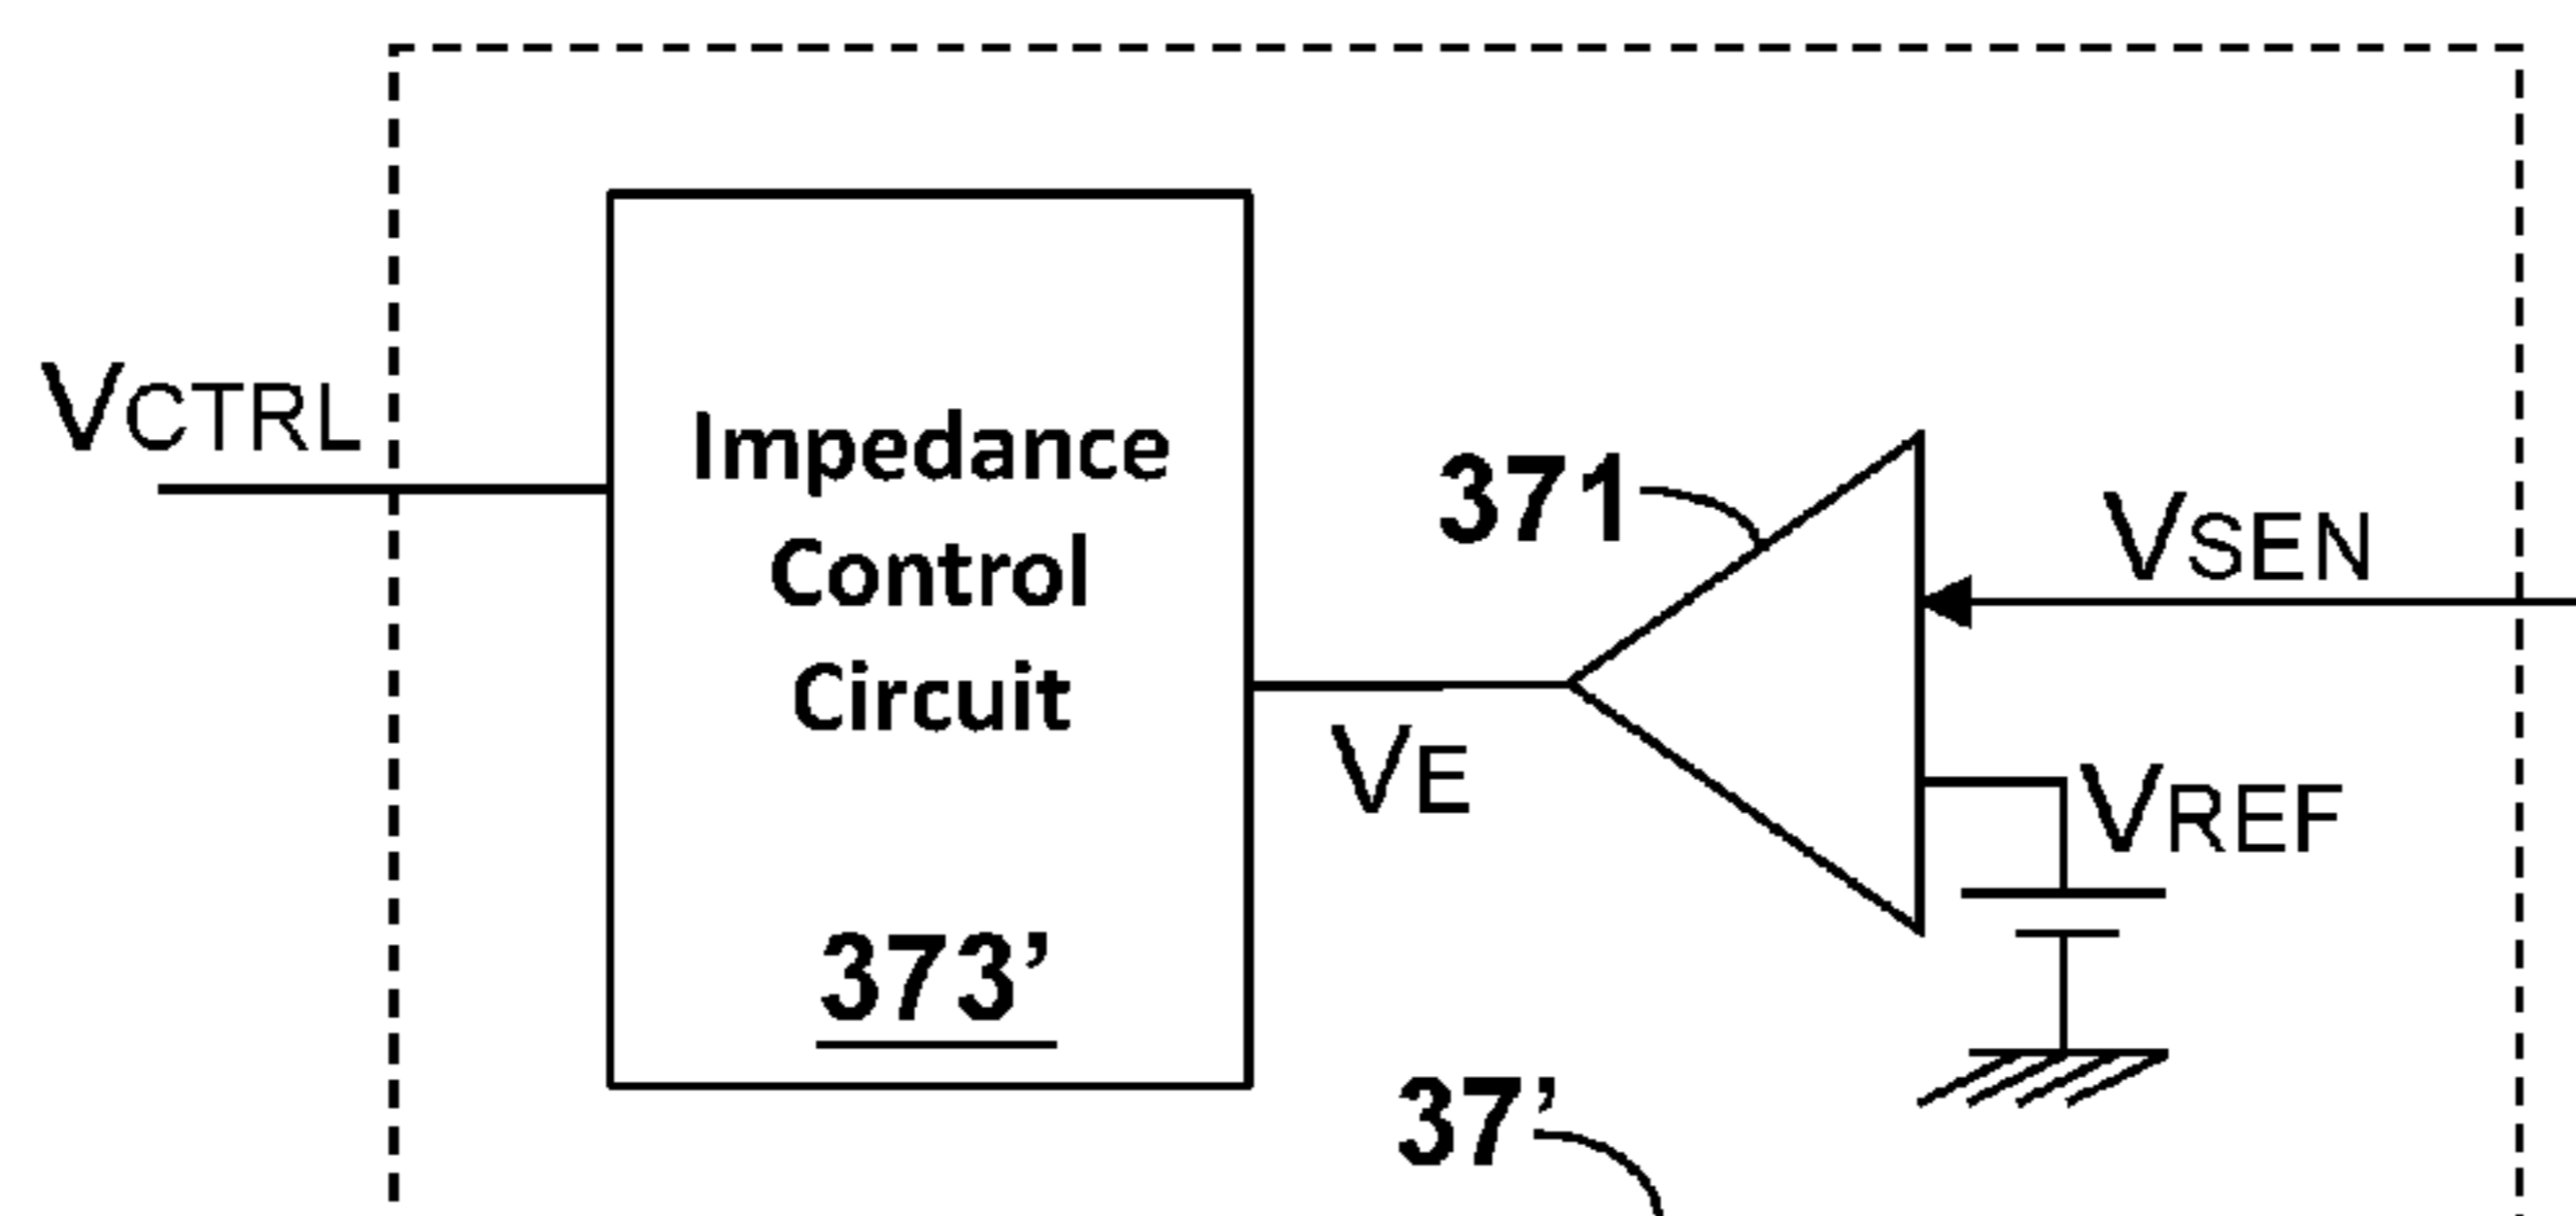 VCTRL
Impedance
Control
Circuit
373’
371
VSEN
VE
VREF
37’